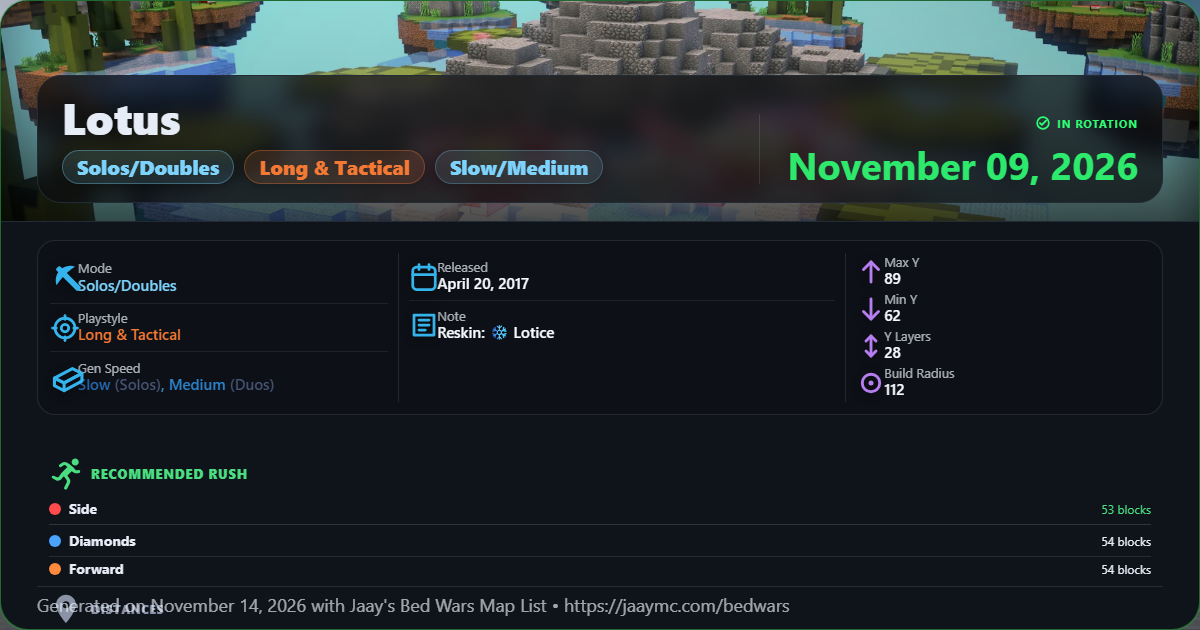 Lotus
Solos/Doubles
Long & Tactical
Slow/Medium
IN ROTATION
November 09, 2026
Mode
Solos/Doubles
Playstyle
Long & Tactical
Gen Speed
Slow (Solos), Medium (Duos)
Released
April 20, 2017
Note
Reskin: Lotice
Max Y
89
Min Y
62
Y Layers
28
Build Radius
112
RECOMMENDED RUSH
Side 53 blocks
Diamonds 54 blocks
Forward 54 blocks
DISTANCES
Generated on November 14, 2026 with Jaay's Bed Wars Map List • https://jaaymc.com/bedwars